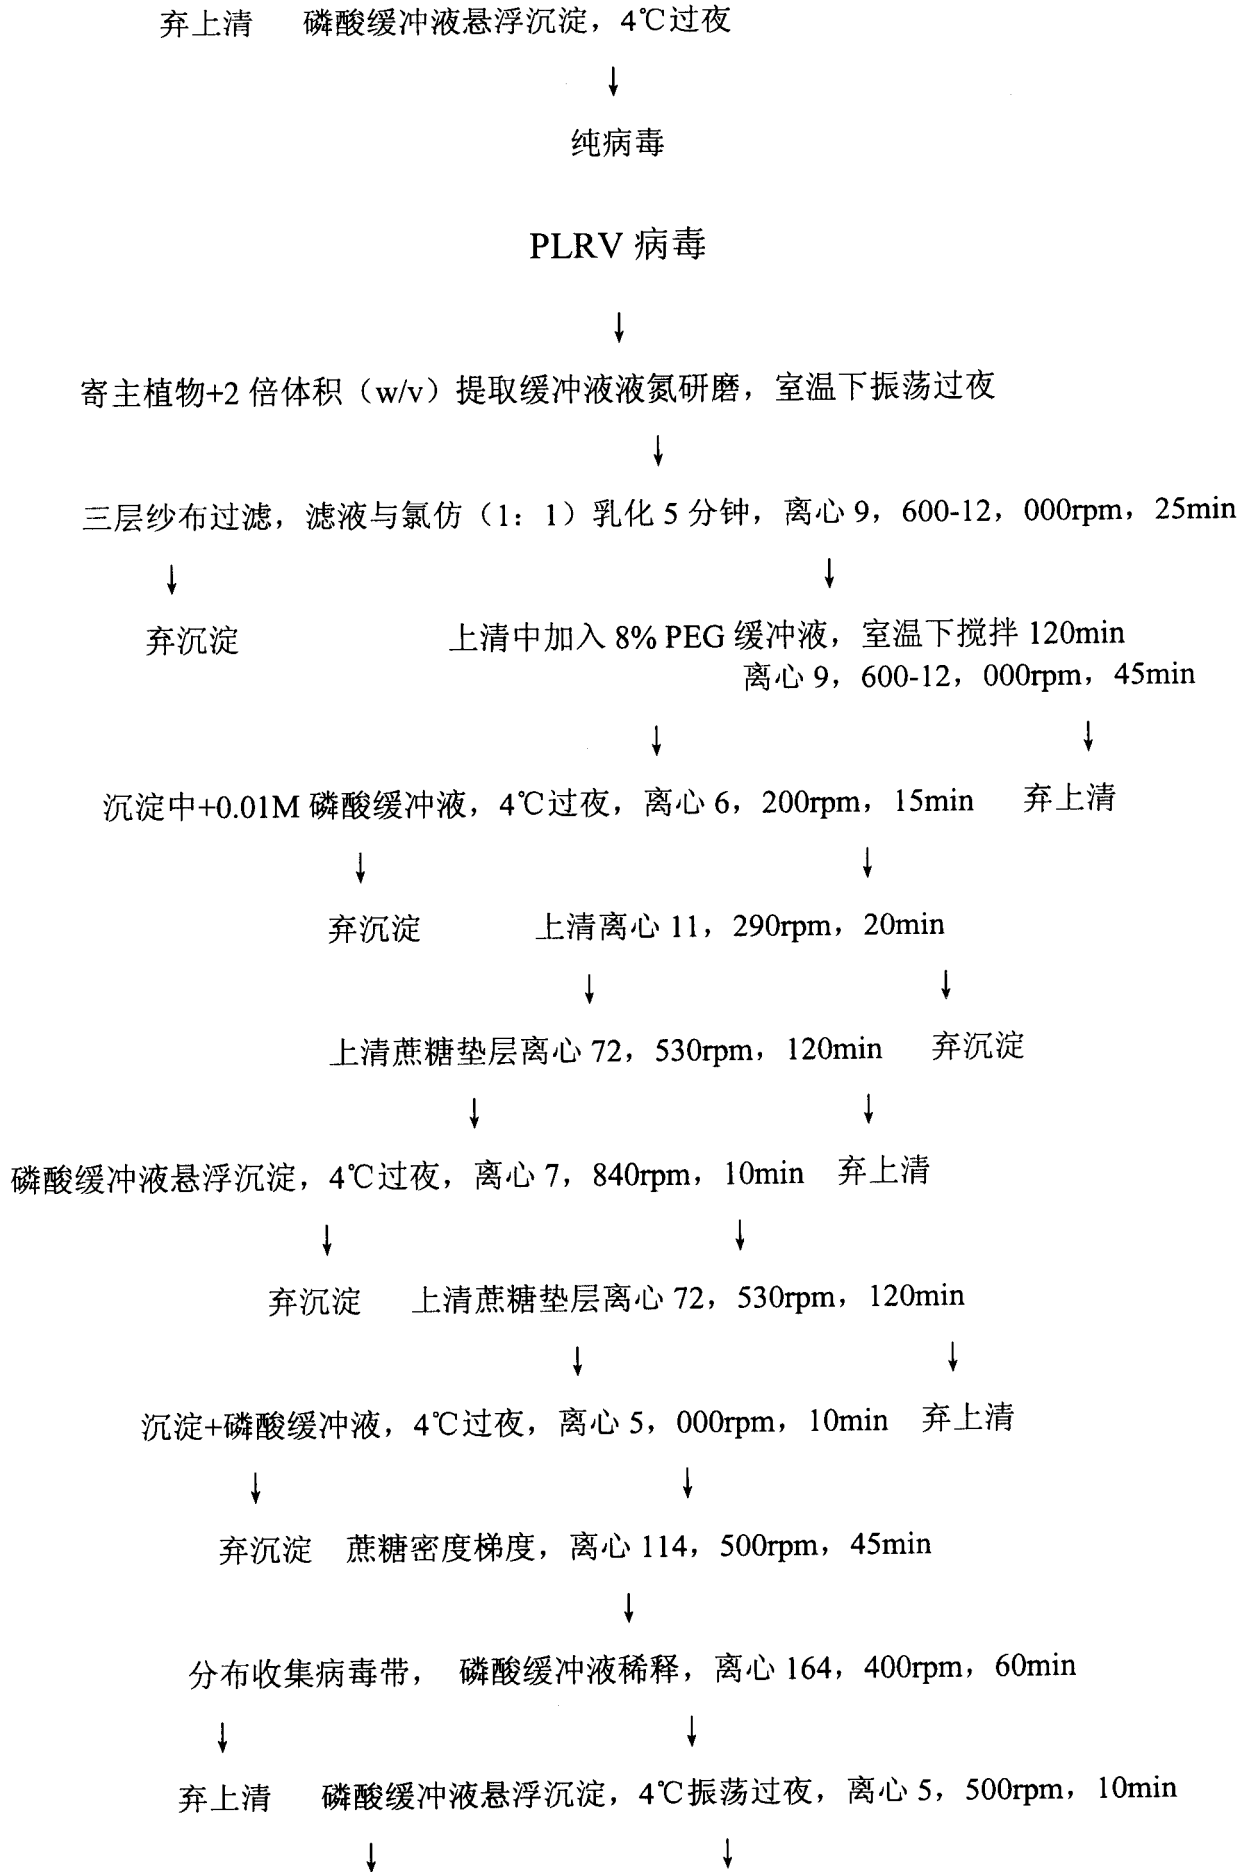 弃上清 磷酸缓冲液悬浮沉淀，4℃过夜
↓
纯病毒
PLRV 病毒
↓
寄主植物+2 倍体积（w/v）提取缓冲液液氮研磨，室温下振荡过夜
↓
三层纱布过滤，滤液与氯仿（1：1）乳化 5 分钟，离心 9，600-12，000rpm，25min
↓ ↓
弃沉淀 上清中加入 8% PEG 缓冲液，室温下搅拌 120min
离心 9，600-12，000rpm，45min
↓ ↓
沉淀中+0.01M 磷酸缓冲液，4℃过夜，离心 6，200rpm，15min 弃上清
↓ ↓
弃沉淀 上清离心 11，290rpm，20min
↓ ↓
上清蔗糖垫层离心 72，530rpm，120min 弃沉淀
↓ ↓
磷酸缓冲液悬浮沉淀，4℃过夜，离心 7，840rpm，10min 弃上清
↓ ↓
弃沉淀 上清蔗糖垫层离心 72，530rpm，120min
↓ ↓
沉淀+磷酸缓冲液，4℃过夜，离心 5，000rpm，10min 弃上清
↓ ↓
弃沉淀 蔗糖密度梯度，离心 114，500rpm，45min
↓
分布收集病毒带， 磷酸缓冲液稀释，离心 164，400rpm，60min
↓ ↓
弃上清 磷酸缓冲液悬浮沉淀，4℃振荡过夜，离心 5，500rpm，10min
↓ ↓